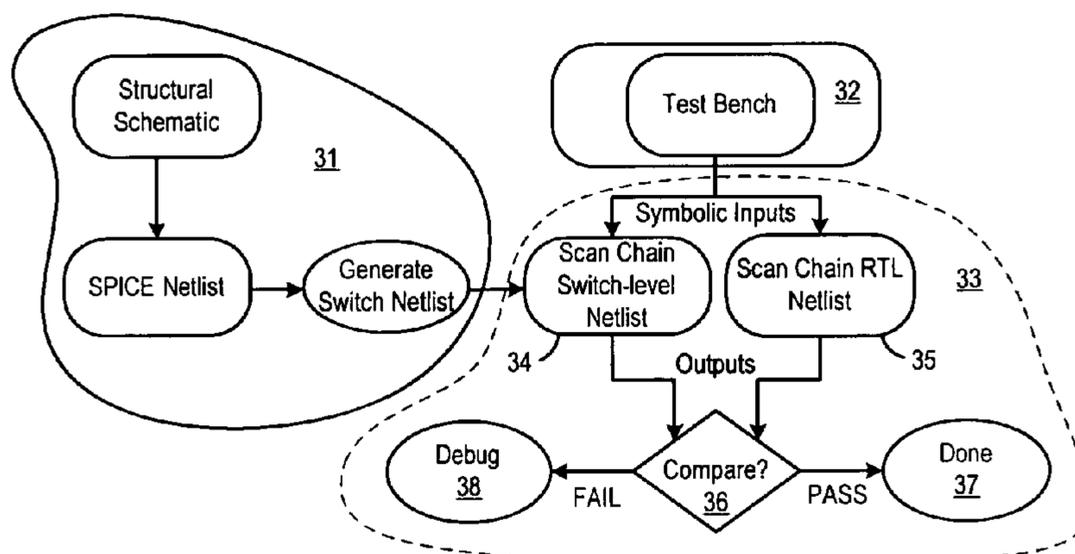 Structural
Schematic
31
SPICE Netlist
Generate
Switch Netlist
Test Bench
32
Symbolic Inputs
Scan Chain
Switch-level
Netlist
34
Scan Chain RTL
Netlist
35
33
Outputs
Compare?
36
FAIL
PASS
Debug
38
Done
37